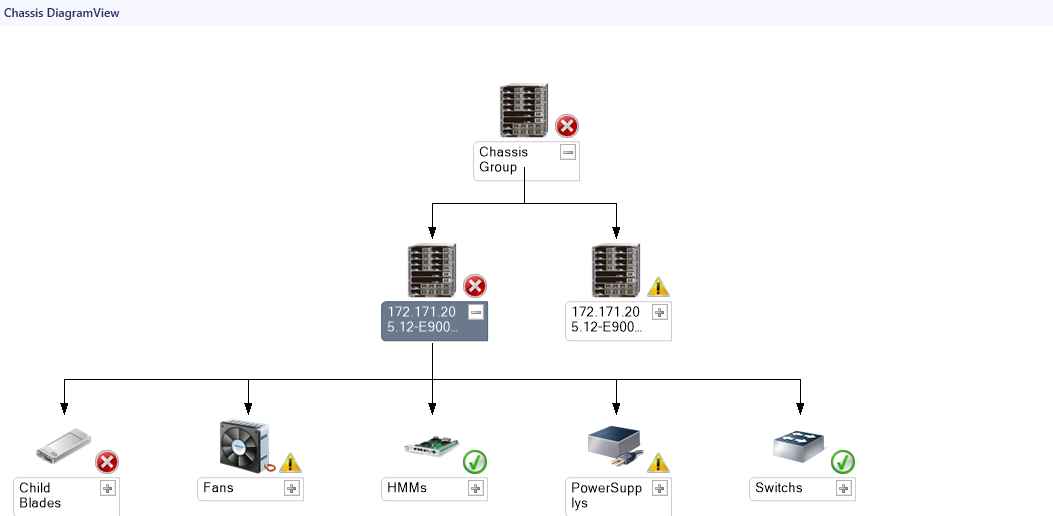 Chassis DiagramView
Chassis
Group
172.171.20
5.12-E900...
172.171.20
5.12-E900...
Child
Blades
Fans
HMMs
PowerSupp
lys
Switchs